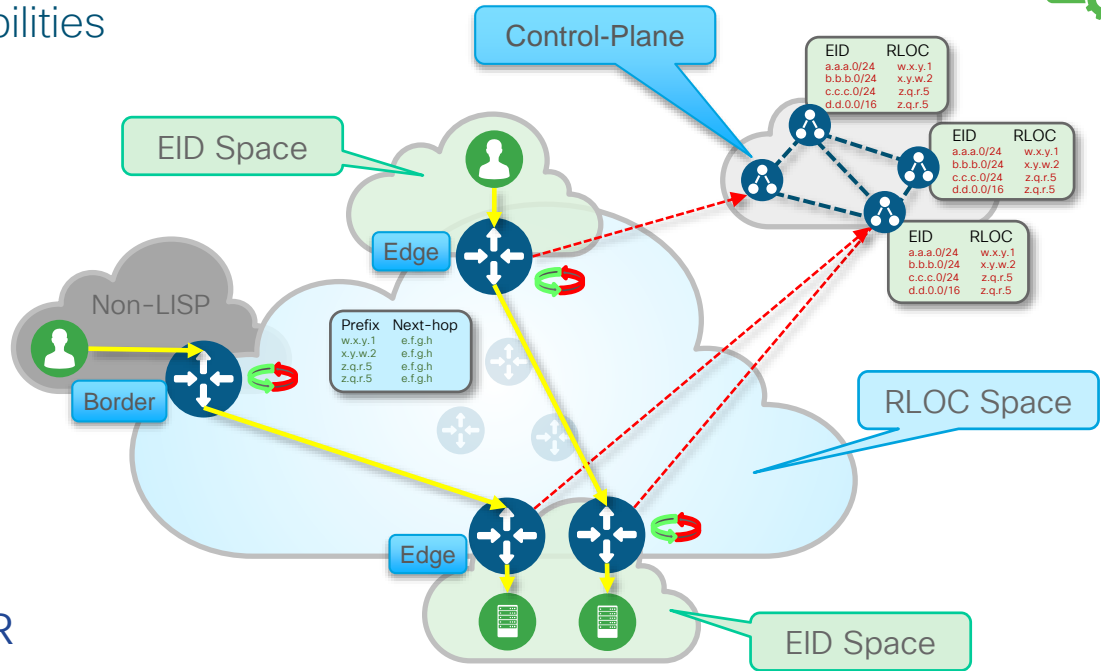 bilities
Control-Plane
EID RLOC
a.a.a.0/24 w.x.y.1
b.b.b.0/24 x.y.w.2
c.c.c.0/24 z.q.r.5
d.d.0.0/16 z.q.r.5
EID Space
EID RLOC
a.a.a.0/24 w.x.y.1
b.b.b.0/24 x.y.w.2
c.c.c.0/24 z.q.r.5
d.d.0.0/16 z.q.r.5
EID RLOC
a.a.a.0/24 w.x.y.1
b.b.b.0/24 x.y.w.2
c.c.c.0/24 z.q.r.5
d.d.0.0/16 z.q.r.5
Edge
Non-LISP
Prefix Next-hop
w.x.y.1 e.f.g.h
x.y.w.2 e.f.g.h
z.q.r.5 e.f.g.h
z.q.r.5 e.f.g.h
Border
RLOC Space
Edge
R
EID Space